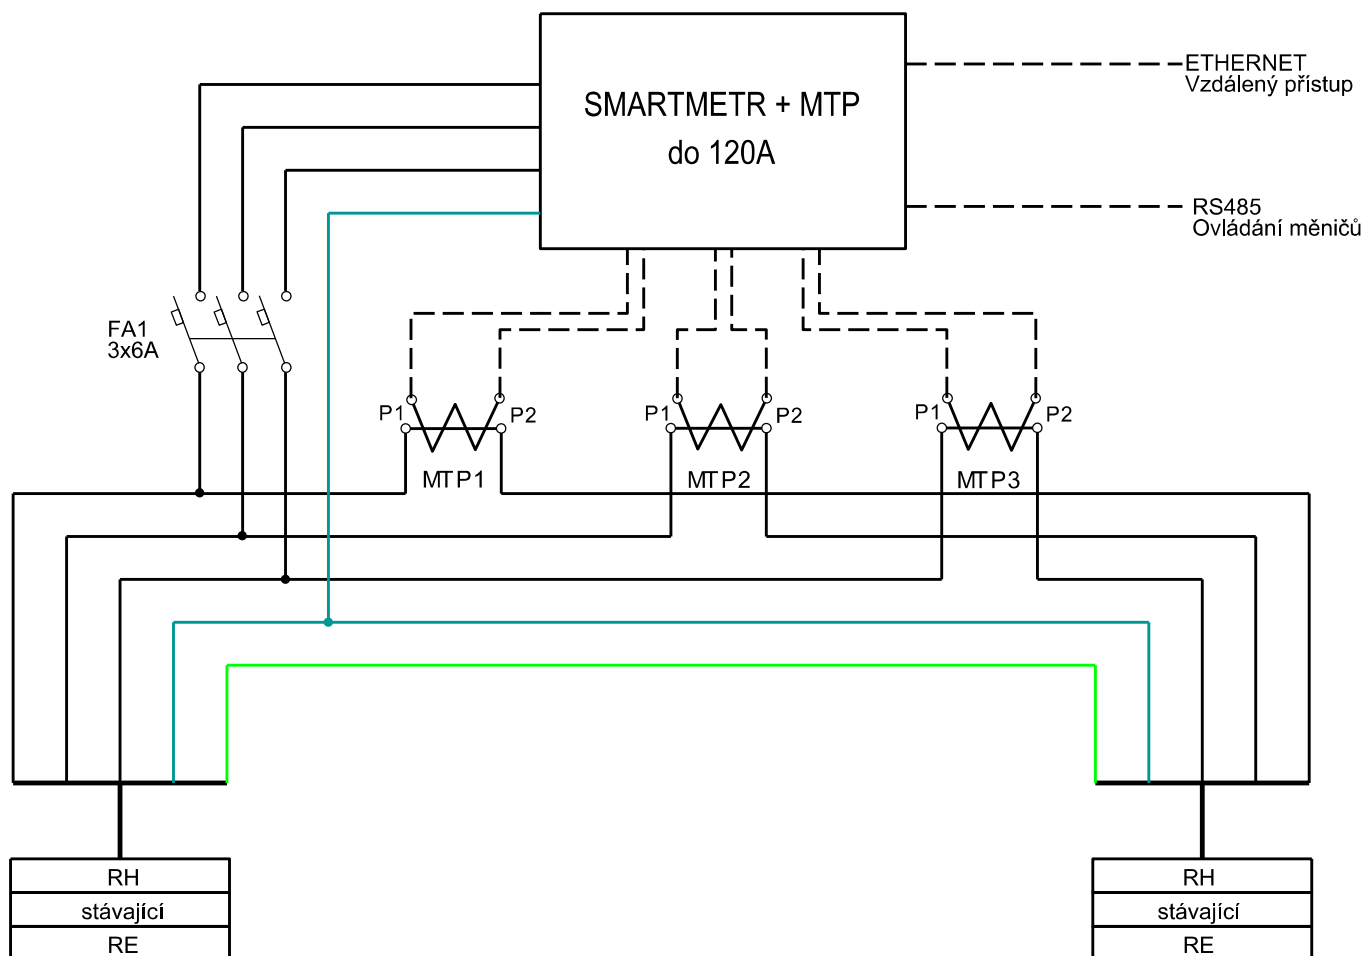 SMARTMETR + MTP
do 120A
ETHERNET
Vzdálený přístup
RS485
Ovládání měničů
FA1
3x6A
P1
P2
MTP1
P1
P2
MTP2
P1
P2
MTP3
RH
stávající
RE
RH
stávající
RE